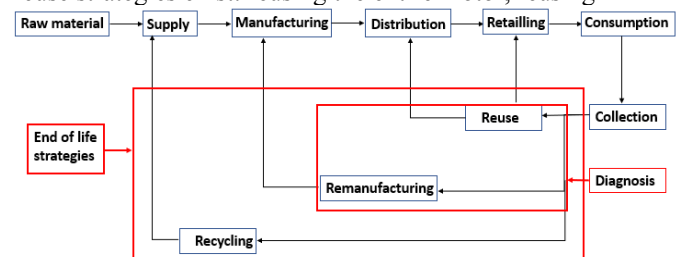 Raw material
Supply
Manufacturing
Distribution
Retailling
Consumption
End of life
strategies
Reuse
Collection
Remanufacturing
Diagnosis
Recycling